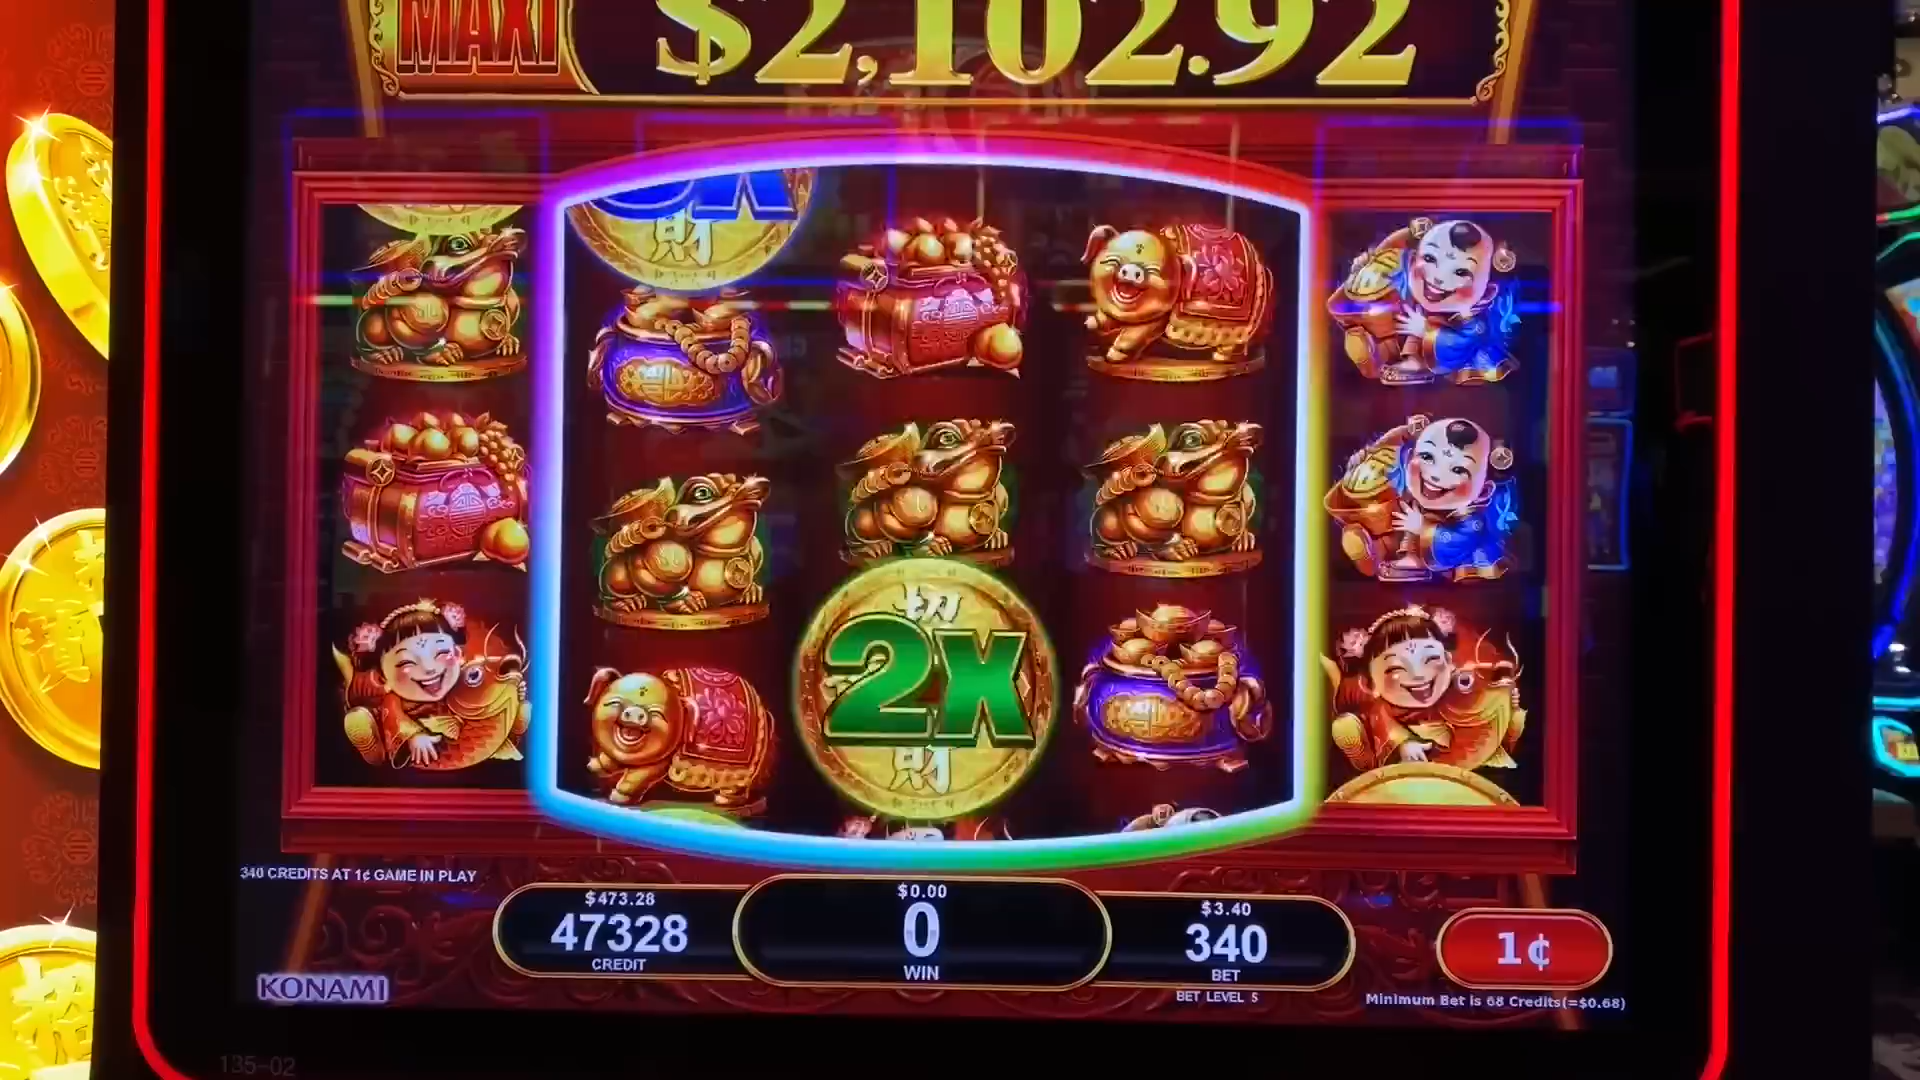 MAXI $2,102.92
財
2X
財
340 CREDITS AT 1¢ GAME IN PLAY
$473.28
47328
CREDIT
$0.00
0
WIN
$3.40
340
BET
BET LEVEL 5
1¢
Minimum Bet is 68 Credits(=$0.68)
KONAMI
135-02